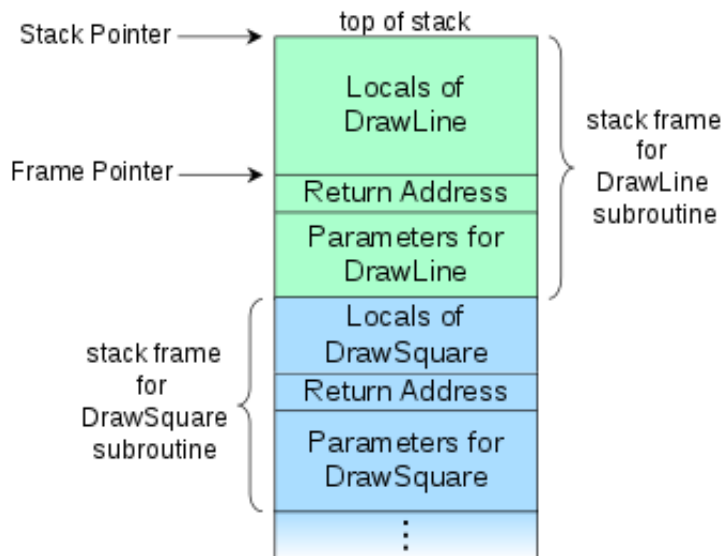 top of stack
Stack Pointer
Locals of
DrawLine
stack frame
for
DrawLine
subroutine
Frame Pointer
Return Address
Parameters for
DrawLine
Locals of
DrawSquare
stack frame
for
DrawSquare
subroutine
Return Address
Parameters for
DrawSquare
⋮